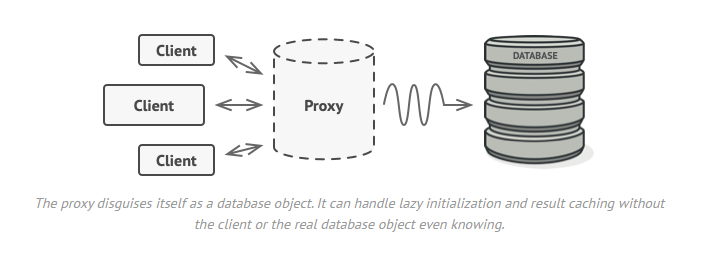 Client
Client
Client
Proxy
DATABASE
The proxy disguises itself as a database object. It can handle lazy initialization and result caching without
the client or the real database object even knowing.